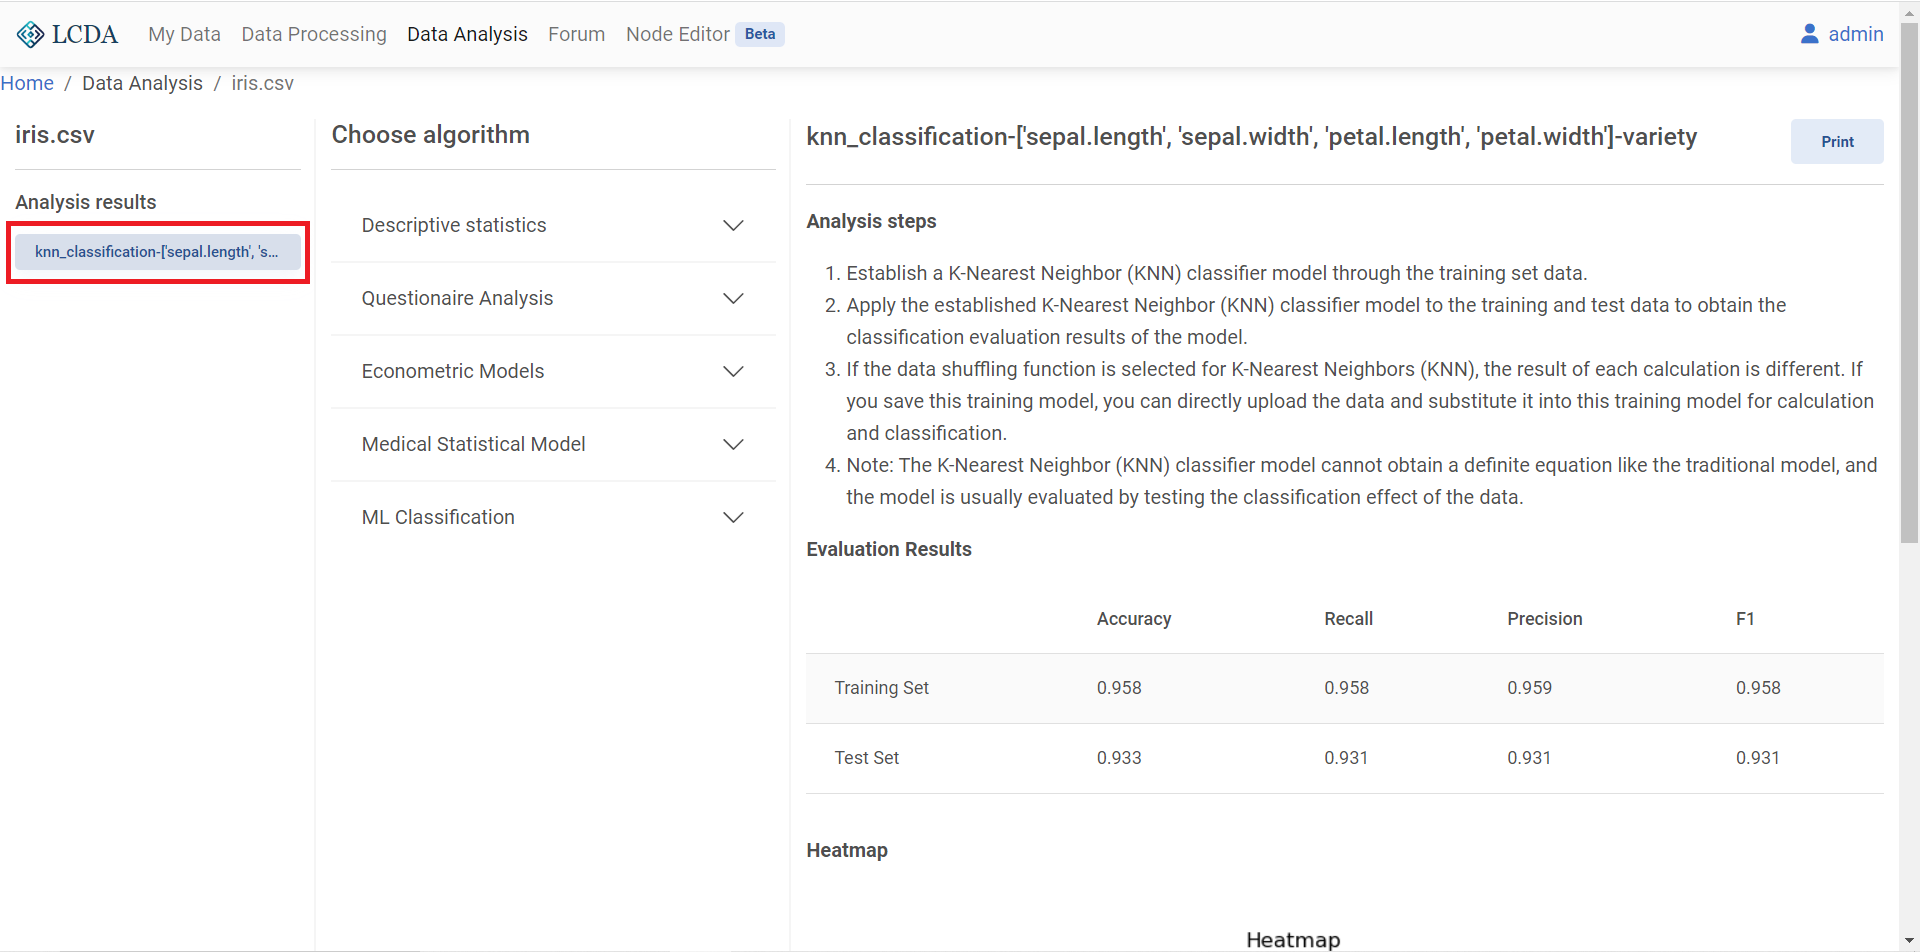 LCDA My Data Data Processing Data Analysis Forum Node Editor Beta admin
Home / Data Analysis / iris.csv
iris.csv
Analysis results
knn_classification-['sepal.length', 's...
Choose algorithm
Descriptive statistics
Questionaire Analysis
Econometric Models
Medical Statistical Model
ML Classification
knn_classification-['sepal.length', 'sepal.width', 'petal.length', 'petal.width']-variety
Print
Analysis steps
1. Establish a K-Nearest Neighbor (KNN) classifier model through the training set data.
2. Apply the established K-Nearest Neighbor (KNN) classifier model to the training and test data to obtain the
classification evaluation results of the model.
3. If the data shuffling function is selected for K-Nearest Neighbors (KNN), the result of each calculation is different. If
you save this training model, you can directly upload the data and substitute it into this training model for calculation
and classification.
4. Note: The K-Nearest Neighbor (KNN) classifier model cannot obtain a definite equation like the traditional model, and
the model is usually evaluated by testing the classification effect of the data.
Evaluation Results
Accuracy Recall Precision F1
Training Set 0.958 0.958 0.959 0.958
Test Set 0.933 0.931 0.931 0.931
Heatmap
Heatmap